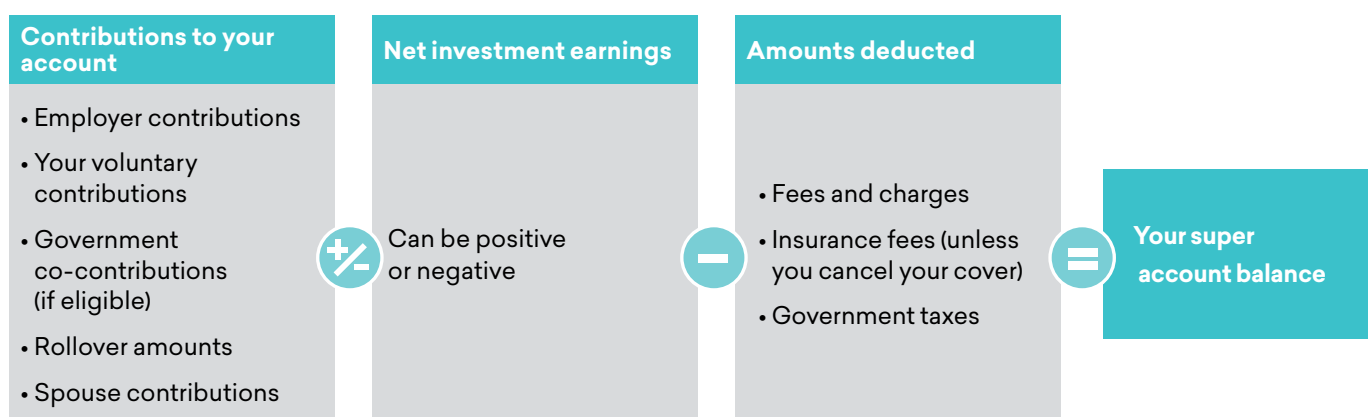 Contributions to your
account
• Employer contributions
• Your voluntary
contributions
• Government
co-contributions
(if eligible)
• Rollover amounts
• Spouse contributions
+/-
Net investment earnings
Can be positive
or negative
−
Amounts deducted
• Fees and charges
• Insurance fees (unless
you cancel your cover)
• Government taxes
=
Your super
account balance